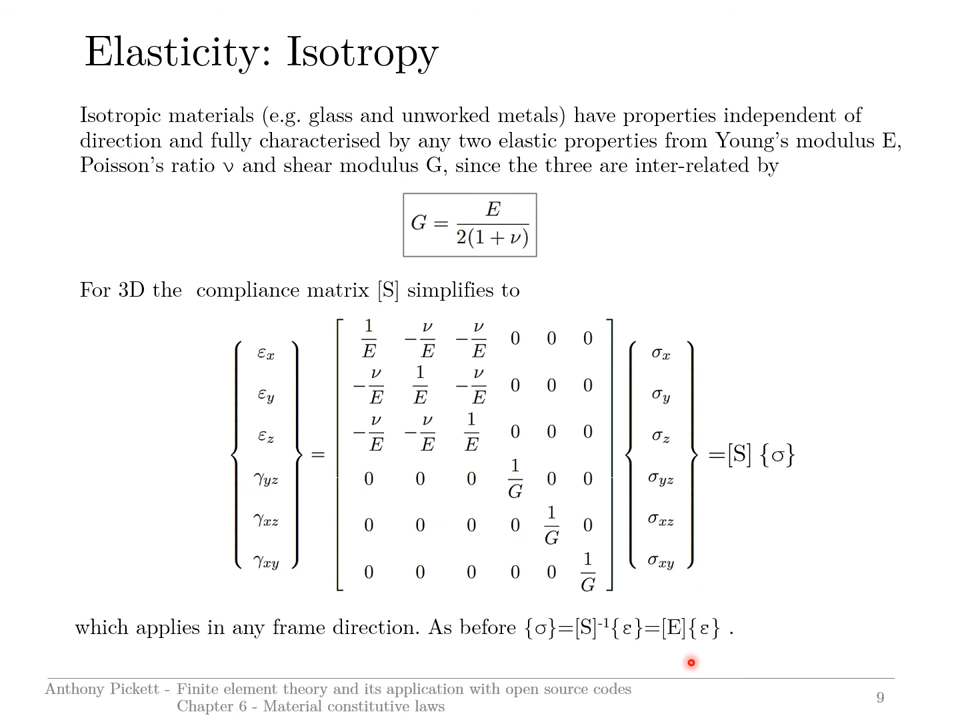 Elasticity: Isotropy
Isotropic materials (e.g. glass and unworked metals) have properties independent of
direction and fully characterised by any two elastic properties from Young's modulus E,
Poisson's ratio ν and shear modulus G, since the three are inter-related by
G = E / 2(1 + ν)
For 3D the compliance matrix [S] simplifies to
εx 1/E −ν/E −ν/E 0 0 0 σx
εy −ν/E 1/E −ν/E 0 0 0 σy
εz −ν/E −ν/E 1/E 0 0 0 σz
γyz = 0 0 0 1/G 0 0 σyz =[S] {σ}
γxz 0 0 0 0 1/G 0 σxz
γxy 0 0 0 0 0 1/G σxy
which applies in any frame direction. As before {σ}=[S]⁻¹{ε}=[E]{ε} .
Anthony Pickett - Finite element theory and its application with open source codes
Chapter 6 - Material constitutive laws
9